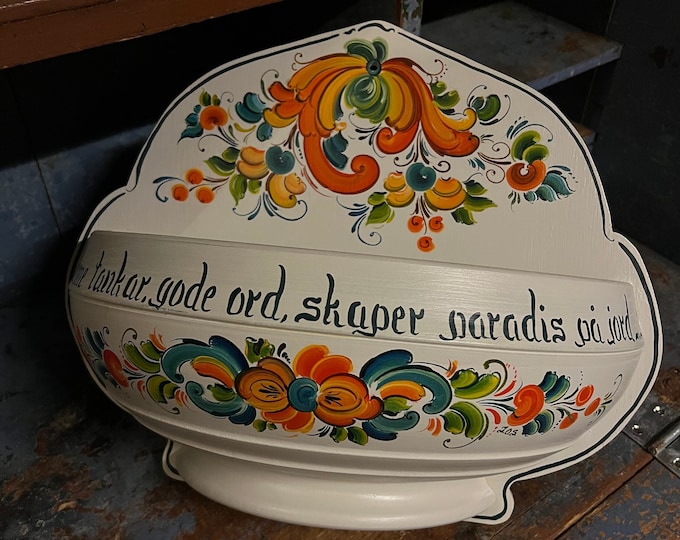 tankar, gode ord, skaper paradis på jord.